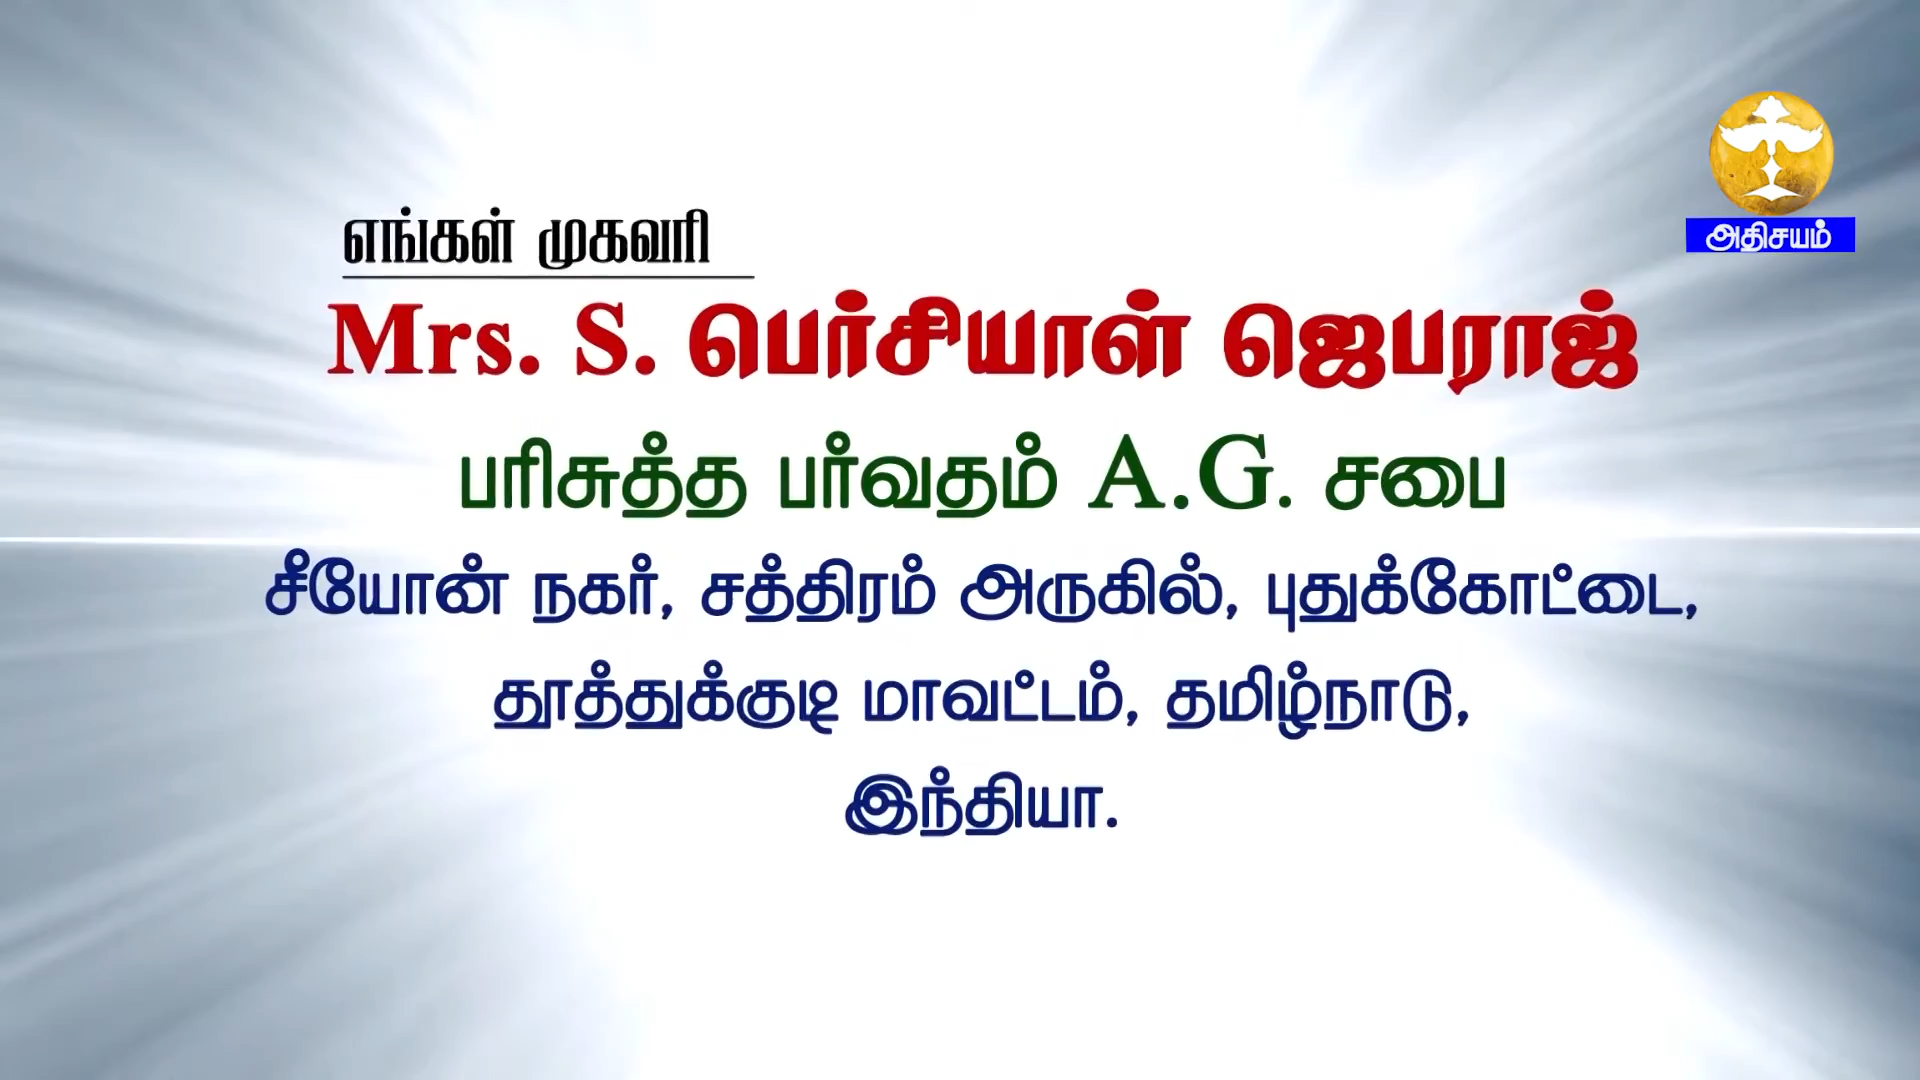 அதிசயம்
எங்கள் முகவரி
Mrs. S. பெர்சியாள் ஜெபராஜ்
பரிசுத்த பர்வதம் A.G. சபை
சீயோன் நகர், சத்திரம் அருகில், புதுக்கோட்டை,
தூத்துக்குடி மாவட்டம், தமிழ்நாடு,
இந்தியா.